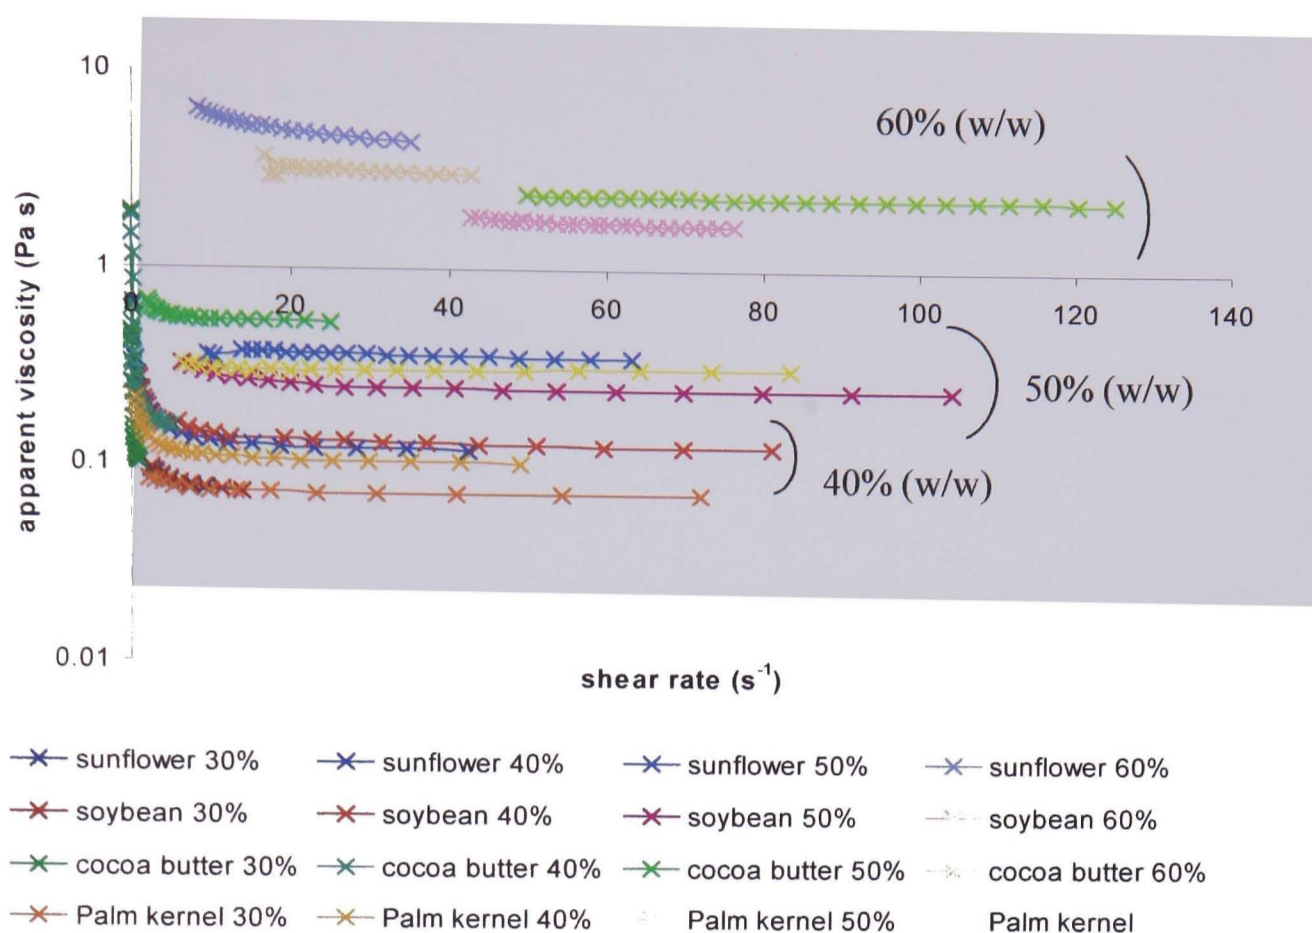 10
60% (w/w)
apparent viscosity (Pa s)
1
0 20 40 60 80 100 120 140
50% (w/w)
0.1
40% (w/w)
0.01
shear rate (s⁻¹)
sunflower 30% sunflower 40% sunflower 50% sunflower 60%
soybean 30% soybean 40% soybean 50% soybean 60%
cocoa butter 30% cocoa butter 40% cocoa butter 50% cocoa butter 60%
Palm kernel 30% Palm kernel 40% Palm kernel 50% Palm kernel